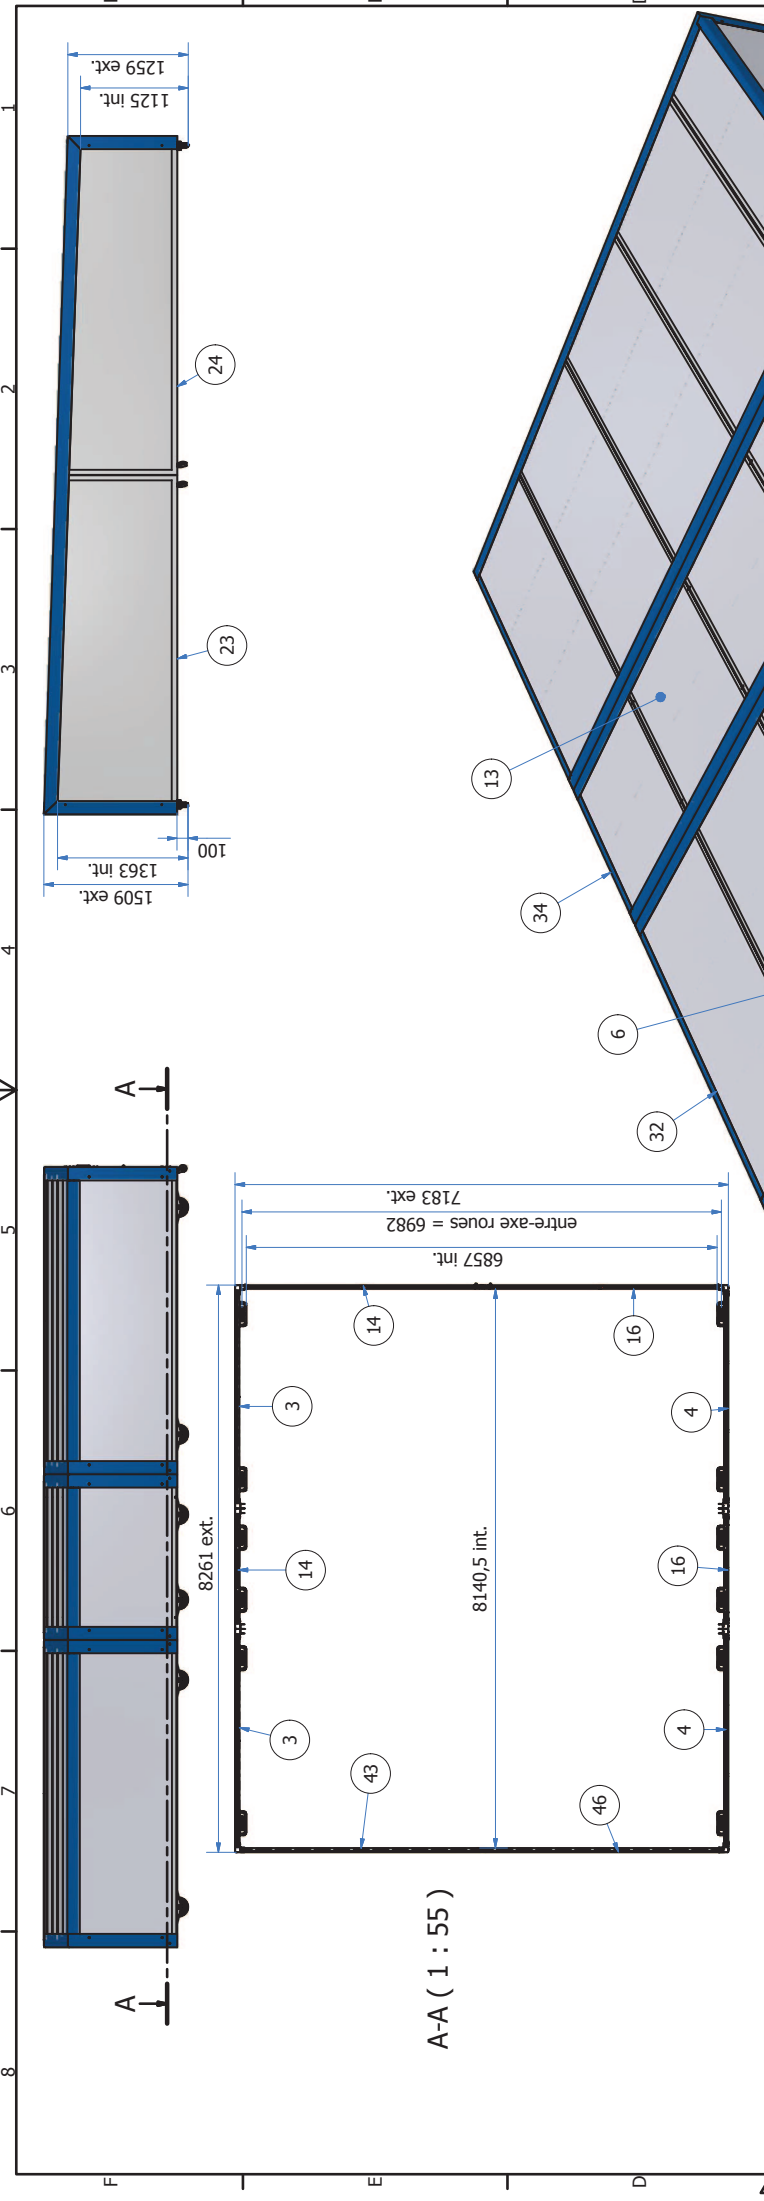 1
2
3
4
5
6
7
8
F
E
D
1259 ext.
1125 int.
24
23
100
1363 int.
1509 ext.
13
34
6
32
A
A
7183 ext.
entre-axe roues = 6982
6857 int.
14
16
3
4
8261 ext.
14
8140,5 int.
16
3
4
43
46
A-A ( 1 : 55 )